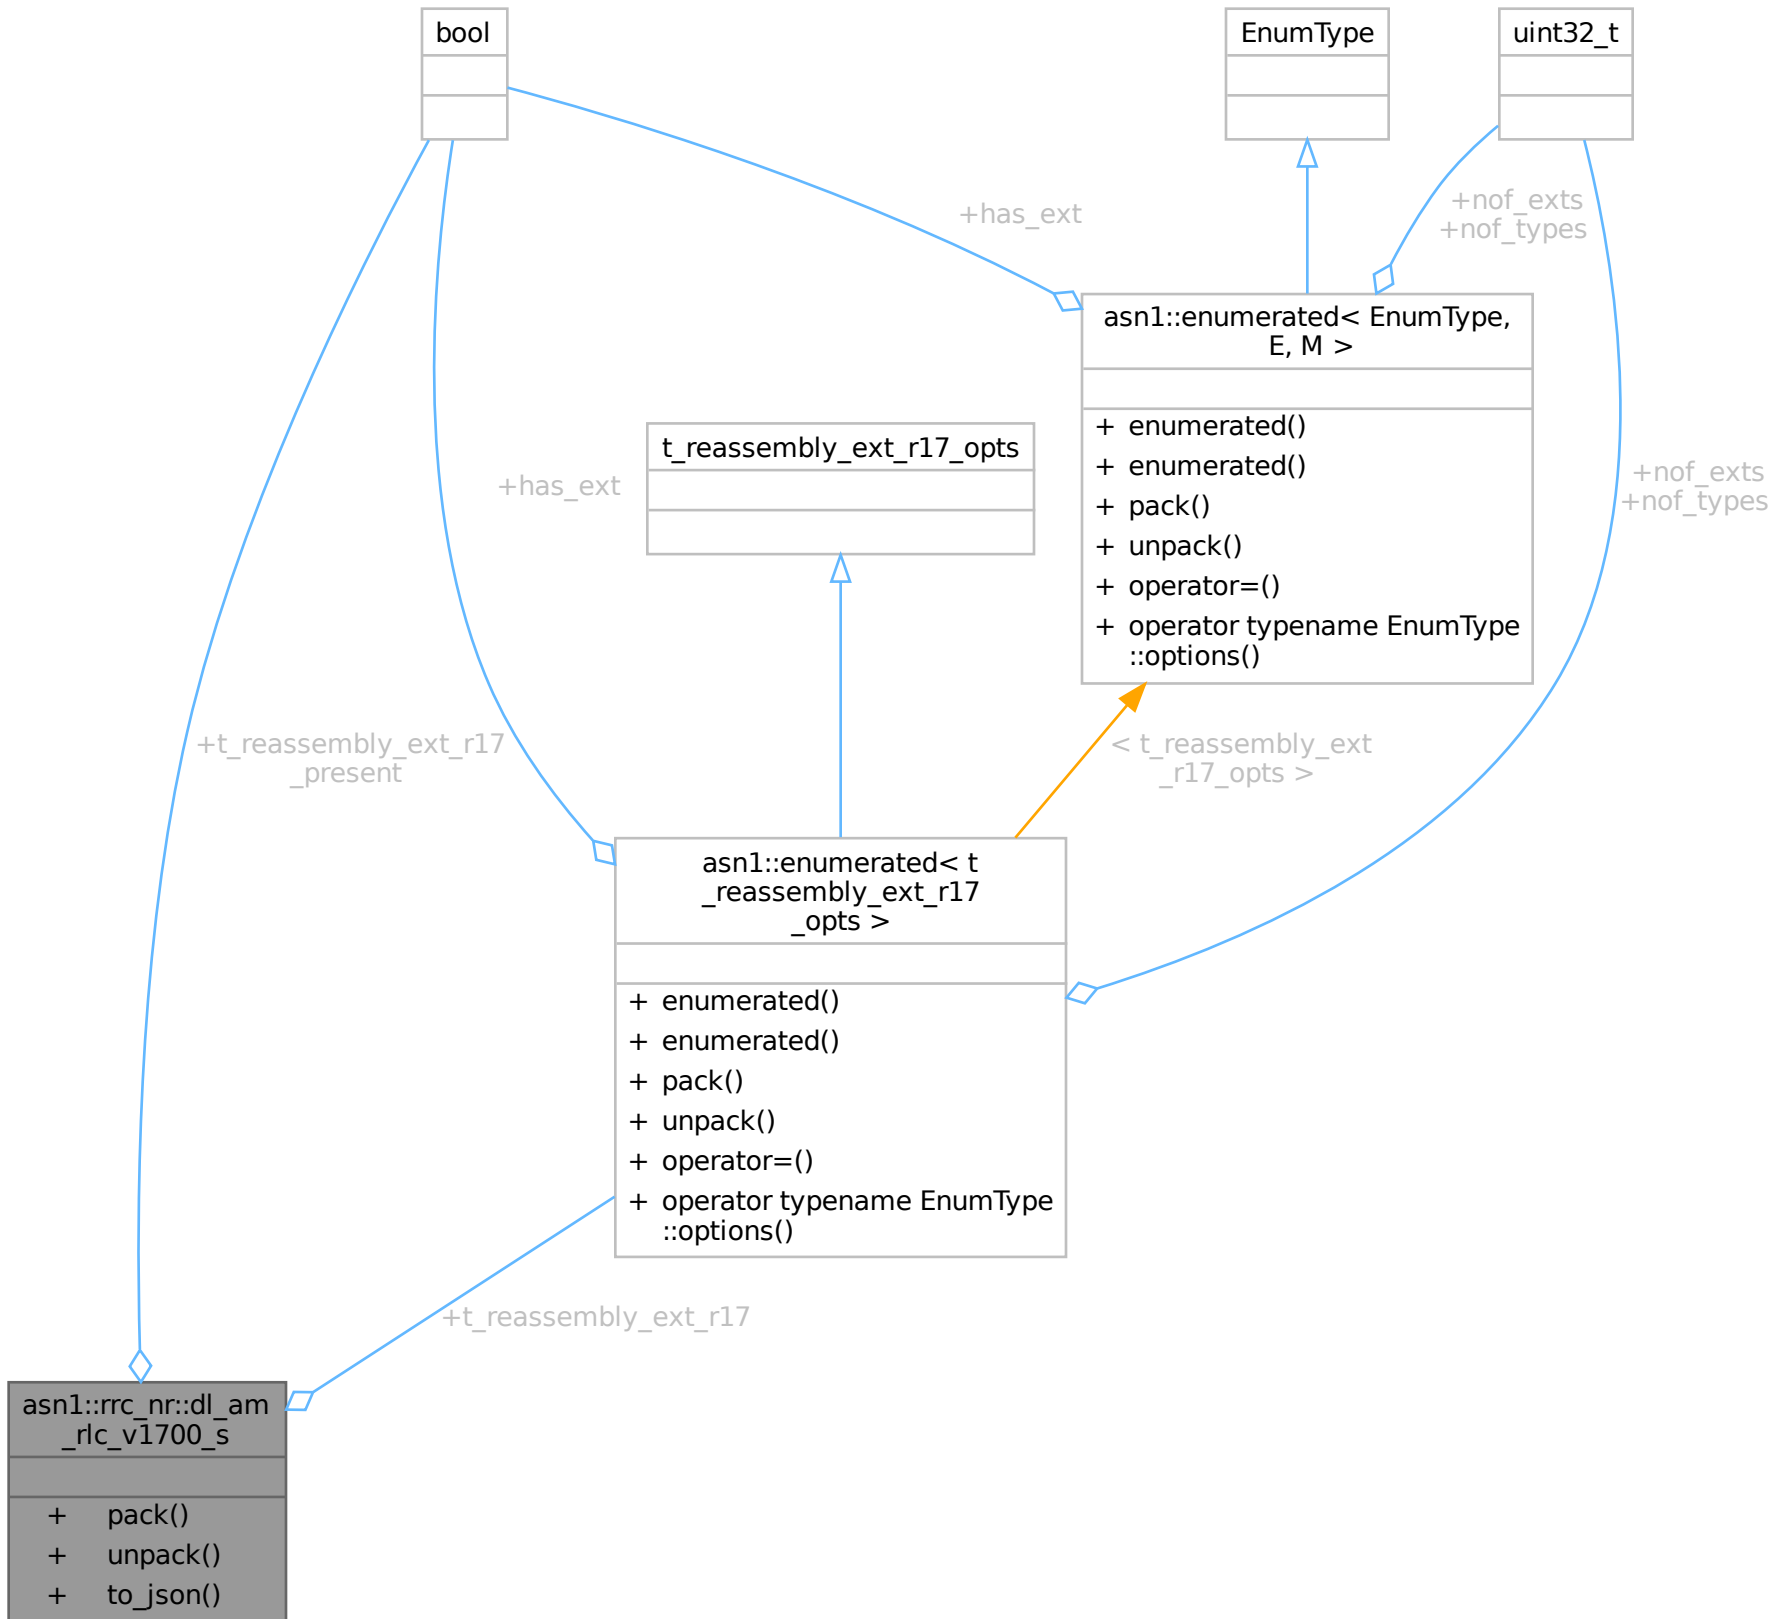 bool
EnumType
uint32_t
+has_ext
+nof_exts
+nof_types
asn1::enumerated< EnumType,
E, M >
+ enumerated()
+ enumerated()
+ pack()
+ unpack()
+ operator=()
+ operator typename EnumType
::options()
t_reassembly_ext_r17_opts
+has_ext
+nof_exts
+nof_types
+t_reassembly_ext_r17
_present
< t_reassembly_ext
_r17_opts >
asn1::enumerated< t
_reassembly_ext_r17
_opts >
+ enumerated()
+ enumerated()
+ pack()
+ unpack()
+ operator=()
+ operator typename EnumType
::options()
+t_reassembly_ext_r17
asn1::rrc_nr::dl_am
_rlc_v1700_s
+ pack()
+ unpack()
+ to_json()